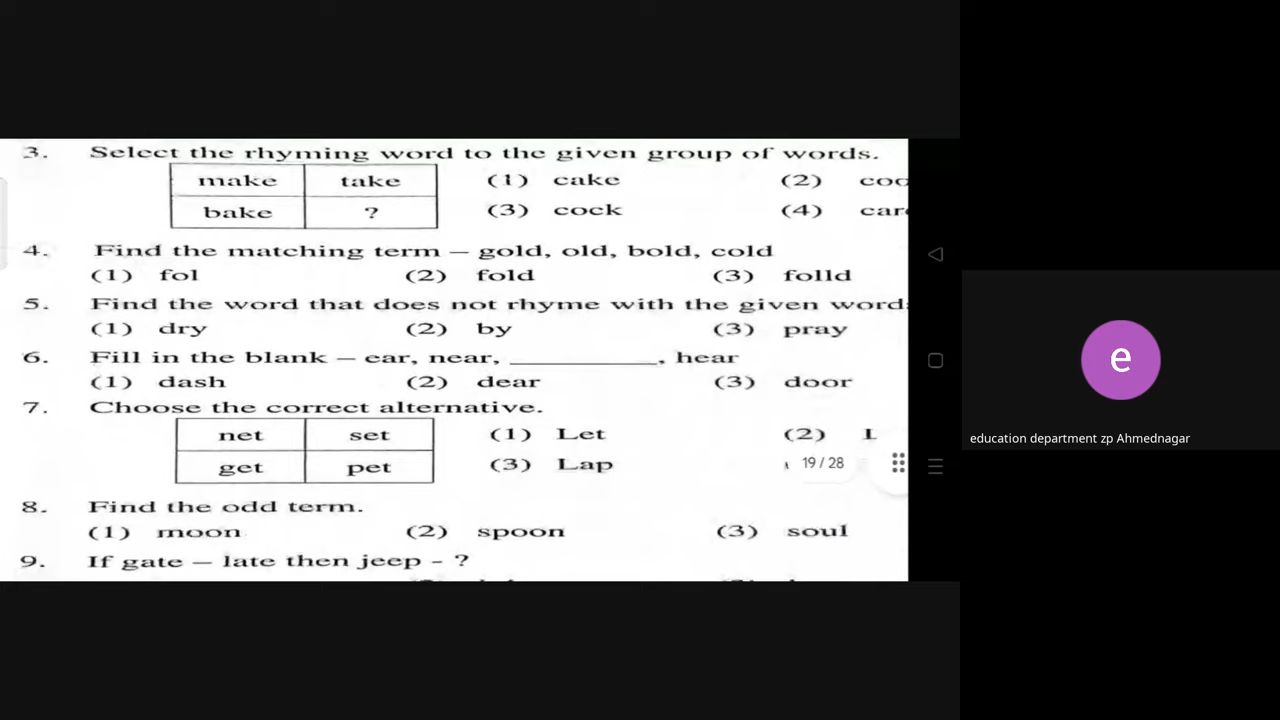 3. Select the rhyming word to the given group of words.
make take (1) cake (2)
bake ? (3) cock (4)
4. Find the matching term – gold, old, bold, cold
(1) fol (2) fold (3) folld
5. Find the word that does not rhyme with the given word
(1) dry (2) by (3) pray
6. Fill in the blank – ear, near, __________, hear
(1) dash (2) dear (3) door
7. Choose the correct alternative.
net set (1) Let (2)
get pet (3) Lap
19 / 28
8. Find the odd term.
(1) moon (2) spoon (3) soul
9. If gate – late then jeep - ?
e
education department zp Ahmednagar